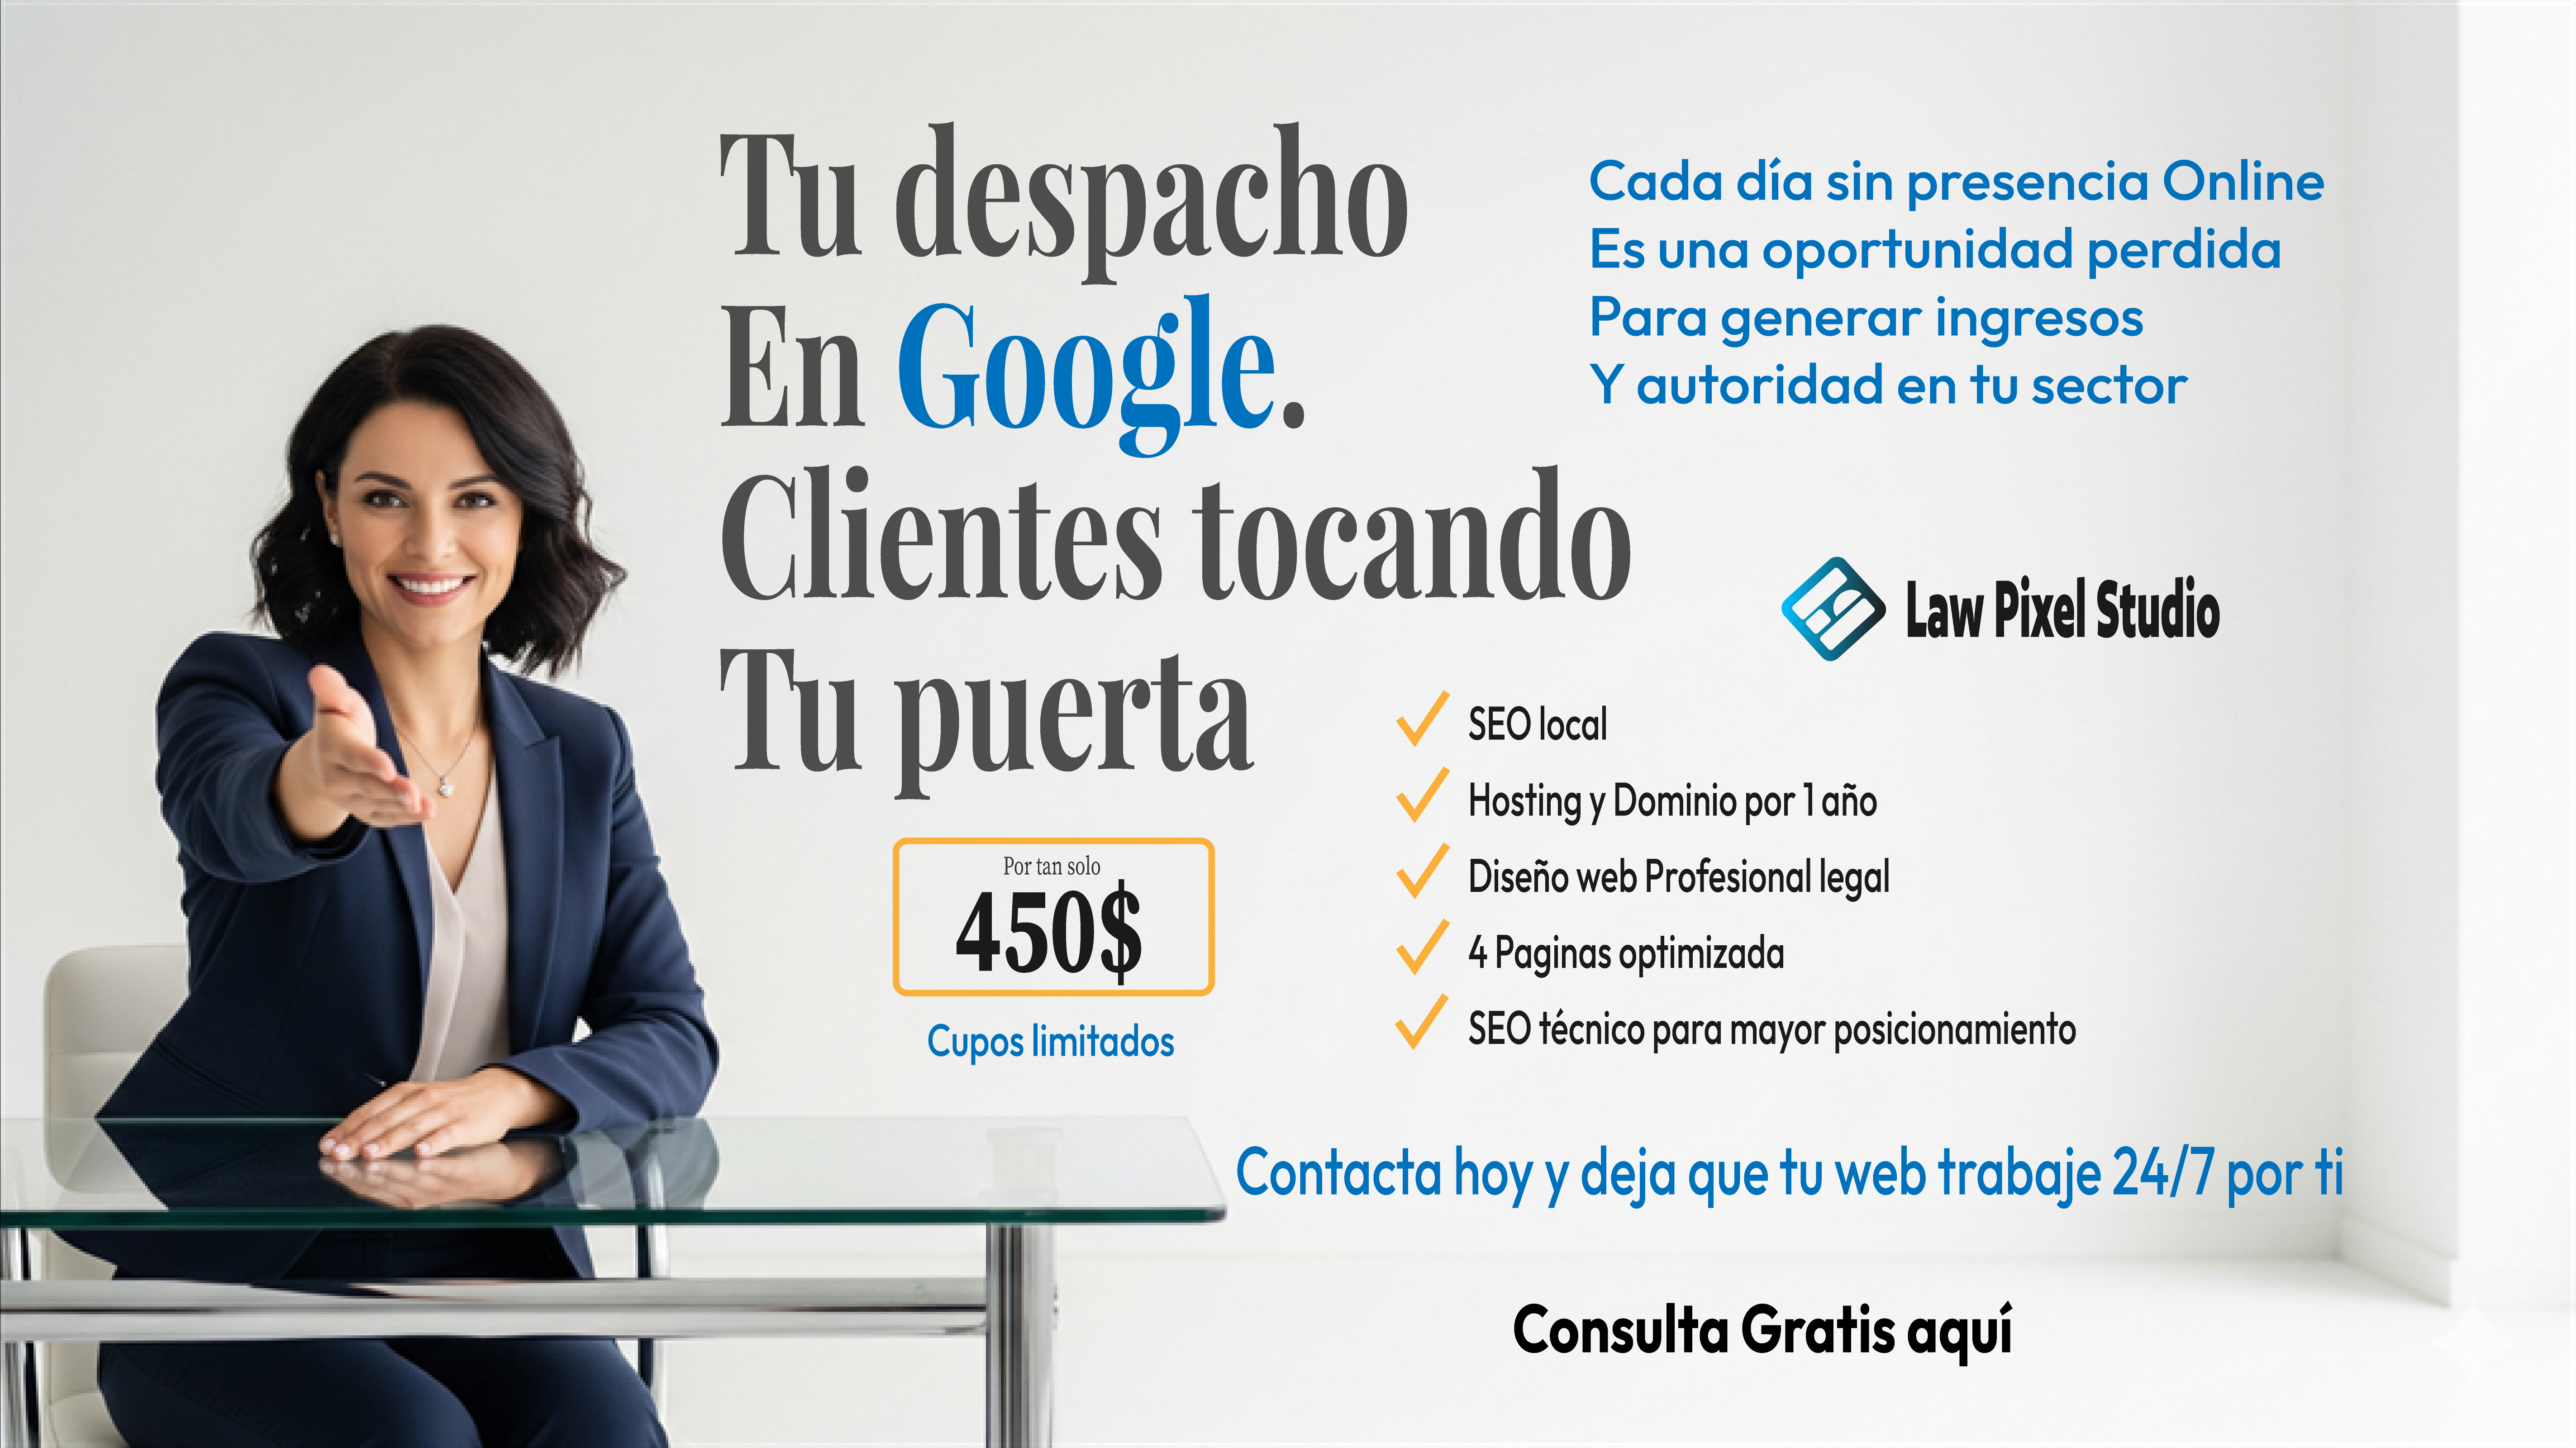 Tu despacho
En Google.
Clientes tocando
Tu puerta
Cada día sin presencia Online
Es una oportunidad perdida
Para generar ingresos
Y autoridad en tu sector
Law Pixel Studio
SEO local
Hosting y Dominio por 1 año
Diseño web Profesional legal
4 Paginas optimizada
SEO técnico para mayor posicionamiento
Por tan solo
450$
Cupos limitados
Contacta hoy y deja que tu web trabaje 24/7 por ti
Consulta Gratis aquí